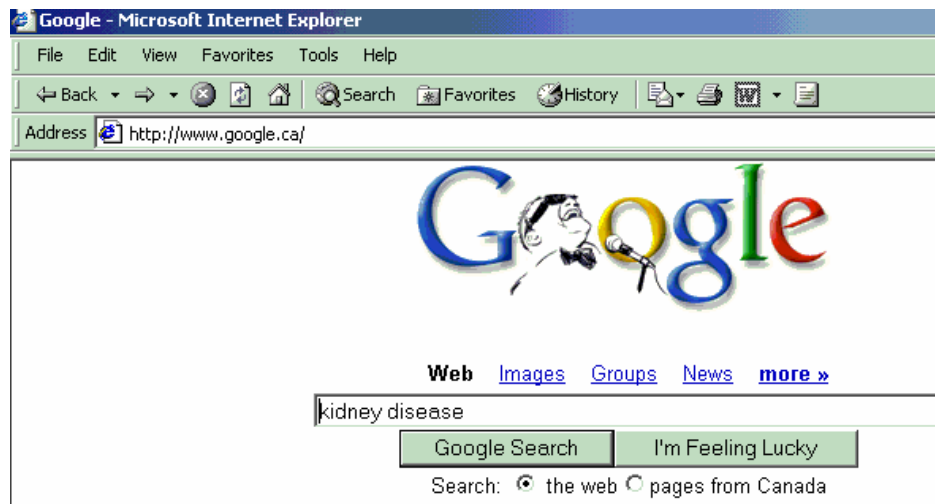 Google - Microsoft Internet Explorer
File Edit View Favorites Tools Help
Back Search Favorites History
Address http://www.google.ca/
Google
Web Images Groups News more »
kidney disease
Google Search I'm Feeling Lucky
Search: the web pages from Canada